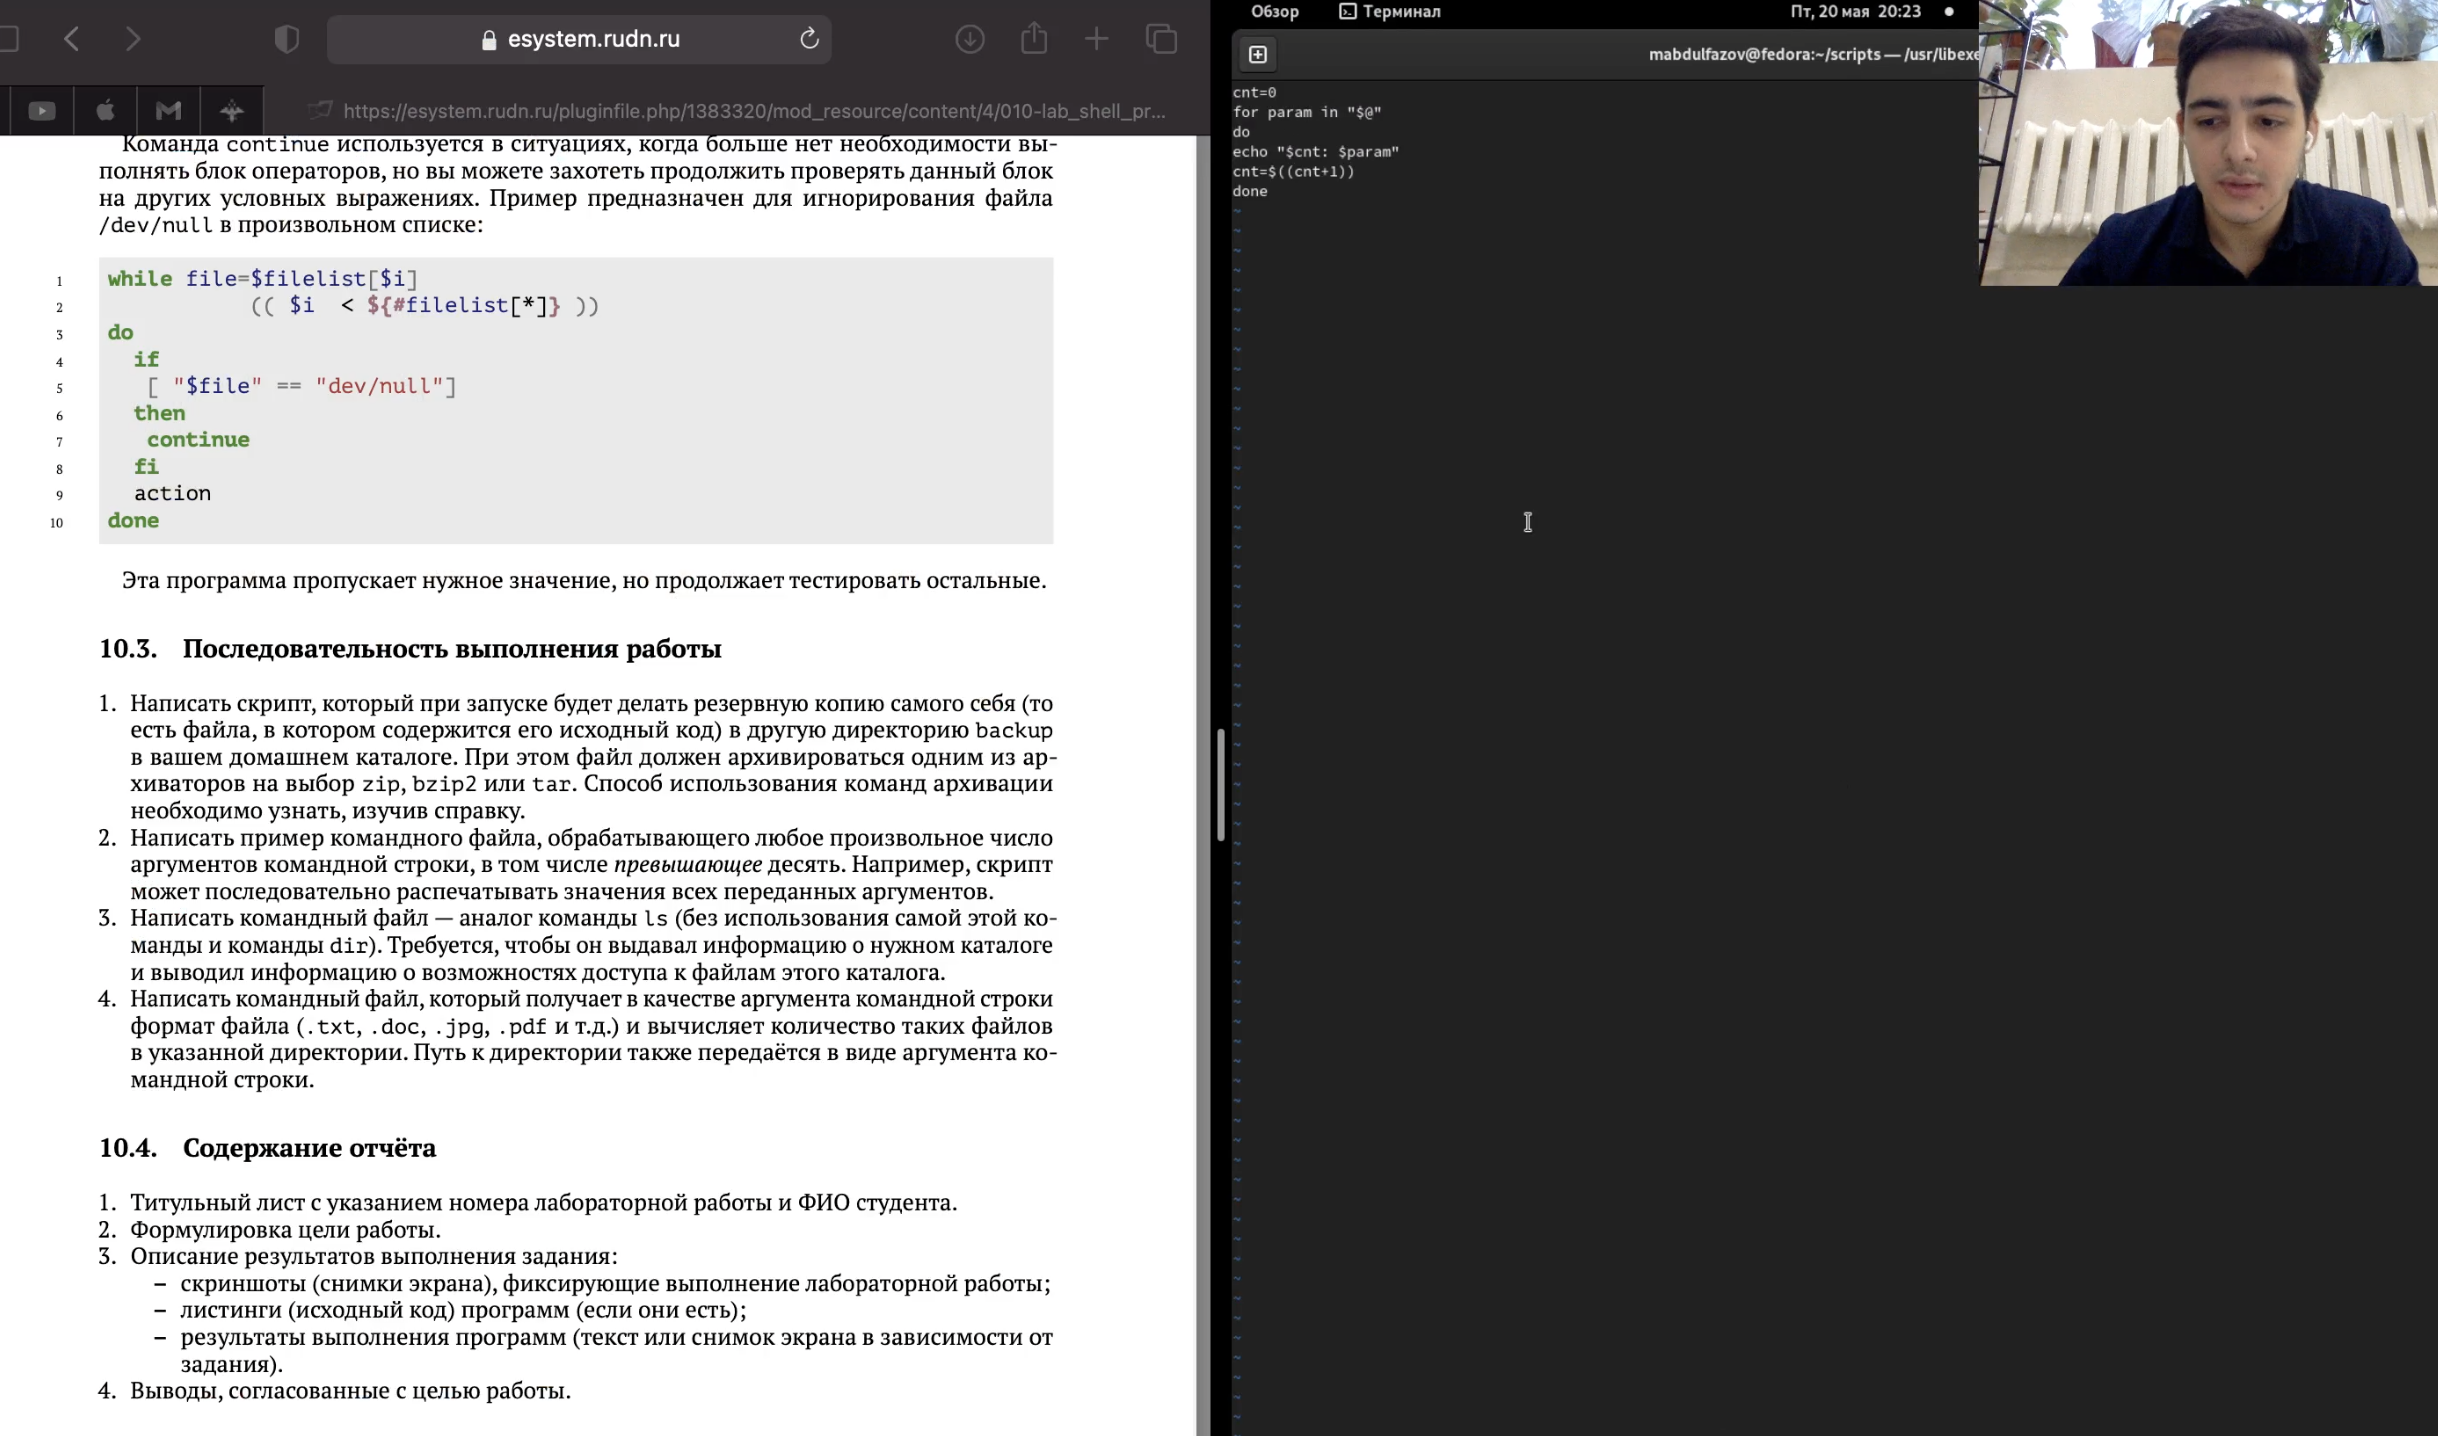 esystem.rudn.ru
https://esystem.rudn.ru/pluginfile.php/1383320/mod_resource/content/4/010-lab_shell_pr...
Команда continue используется в ситуациях, когда больше нет необходимости вы-
полнять блок операторов, но вы можете захотеть продолжить проверять данный блок
на других условных выражениях. Пример предназначен для игнорирования файла
/dev/null в произвольном списке:
1 while file=$filelist[$i]
2 (( $i < ${#filelist[*]} ))
3 do
4 if
5 [ "$file" == "dev/null"]
6 then
7 continue
8 fi
9 action
10 done
Эта программа пропускает нужное значение, но продолжает тестировать остальные.
10.3. Последовательность выполнения работы
1. Написать скрипт, который при запуске будет делать резервную копию самого себя (то
есть файла, в котором содержится его исходный код) в другую директорию backup
в вашем домашнем каталоге. При этом файл должен архивироваться одним из ар-
хиваторов на выбор zip, bzip2 или tar. Способ использования команд архивации
необходимо узнать, изучив справку.
2. Написать пример командного файла, обрабатывающего любое произвольное число
аргументов командной строки, в том числе превышающее десять. Например, скрипт
может последовательно распечатывать значения всех переданных аргументов.
3. Написать командный файл — аналог команды ls (без использования самой этой ко-
манды и команды dir). Требуется, чтобы он выдавал информацию о нужном каталоге
и выводил информацию о возможностях доступа к файлам этого каталога.
4. Написать командный файл, который получает в качестве аргумента командной строки
формат файла (.txt, .doc, .jpg, .pdf и т.д.) и вычисляет количество таких файлов
в указанной директории. Путь к директории также передаётся в виде аргумента ко-
мандной строки.
10.4. Содержание отчёта
1. Титульный лист с указанием номера лабораторной работы и ФИО студента.
2. Формулировка цели работы.
3. Описание результатов выполнения задания:
– скриншоты (снимки экрана), фиксирующие выполнение лабораторной работы;
– листинги (исходный код) программ (если они есть);
– результаты выполнения программ (текст или снимок экрана в зависимости от
задания).
4. Выводы, согласованные с целью работы.
Обзор Терминал Пт, 20 мая 20:23
mabdulfazov@fedora:~/scripts — /usr/libexe
cnt=0
for param in "$@"
do
echo "$cnt: $param"
cnt=$((cnt+1))
done